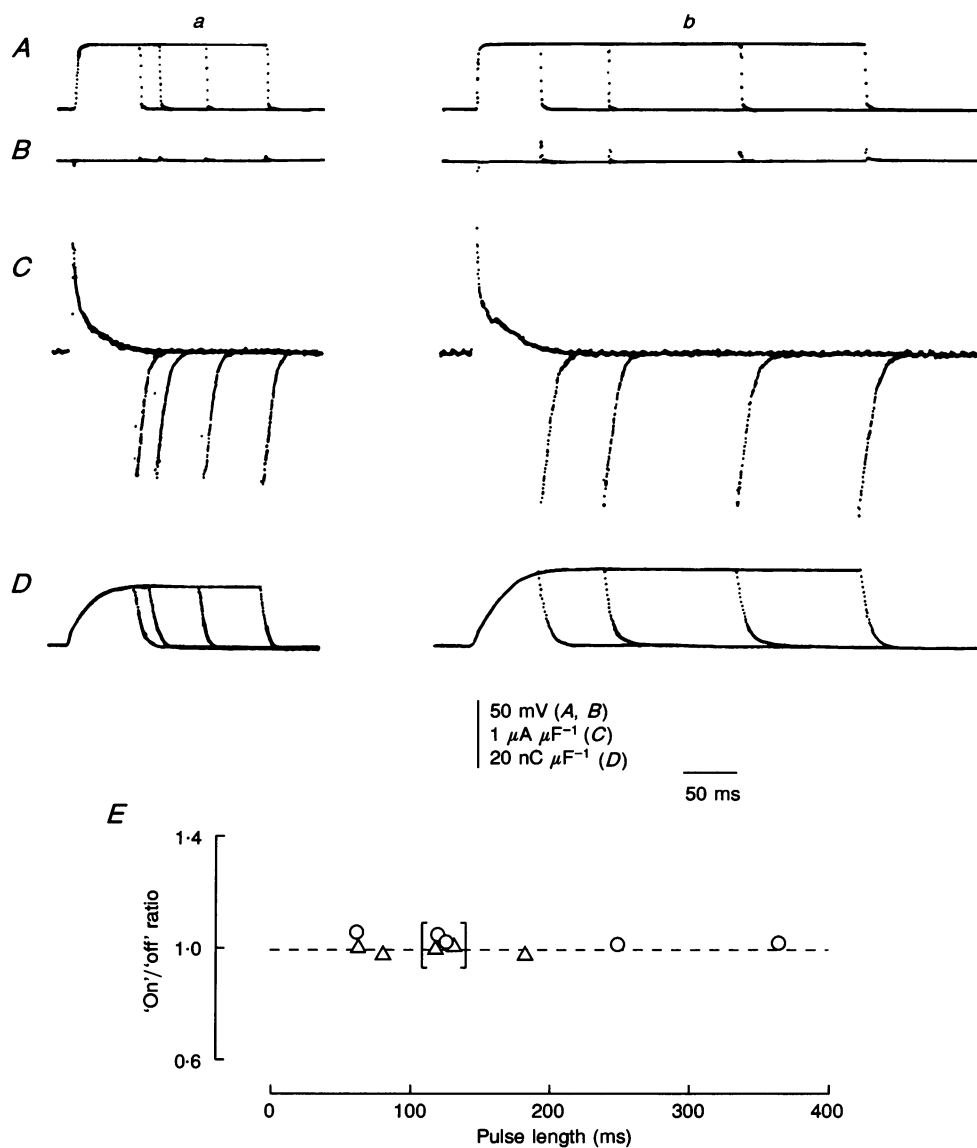 a b
A
B
C
D
50 mV (A, B)
1 μA μF⁻¹ (C)
20 nC μF⁻¹ (D)
50 ms
E
1·4
1·0
0·6
'On'/'off' ratio
0 100 200 300 400
Pulse length (ms)